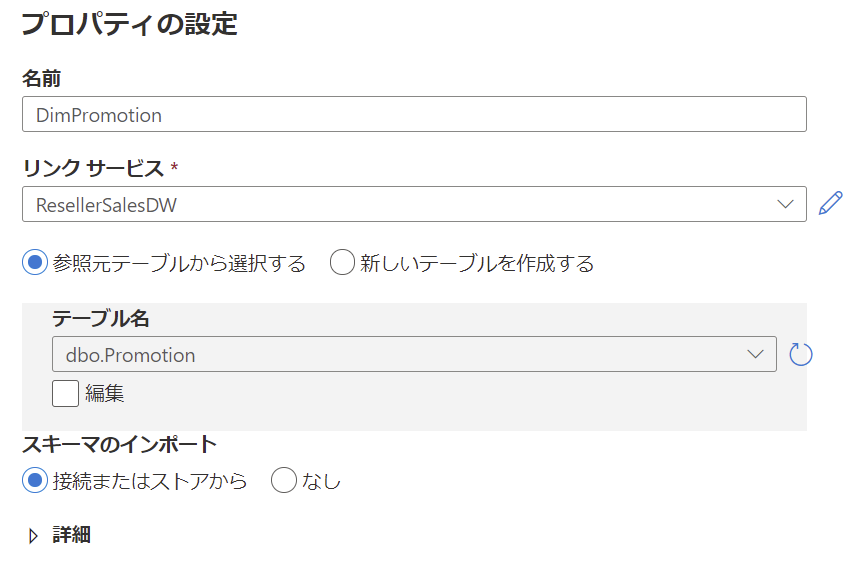 プロパティの設定
名前
DimPromotion
リンク サービス *
ResellerSalesDW
参照元テーブルから選択する 新しいテーブルを作成する
テーブル名
dbo.Promotion
編集
スキーマのインポート
接続またはストアから なし
詳細